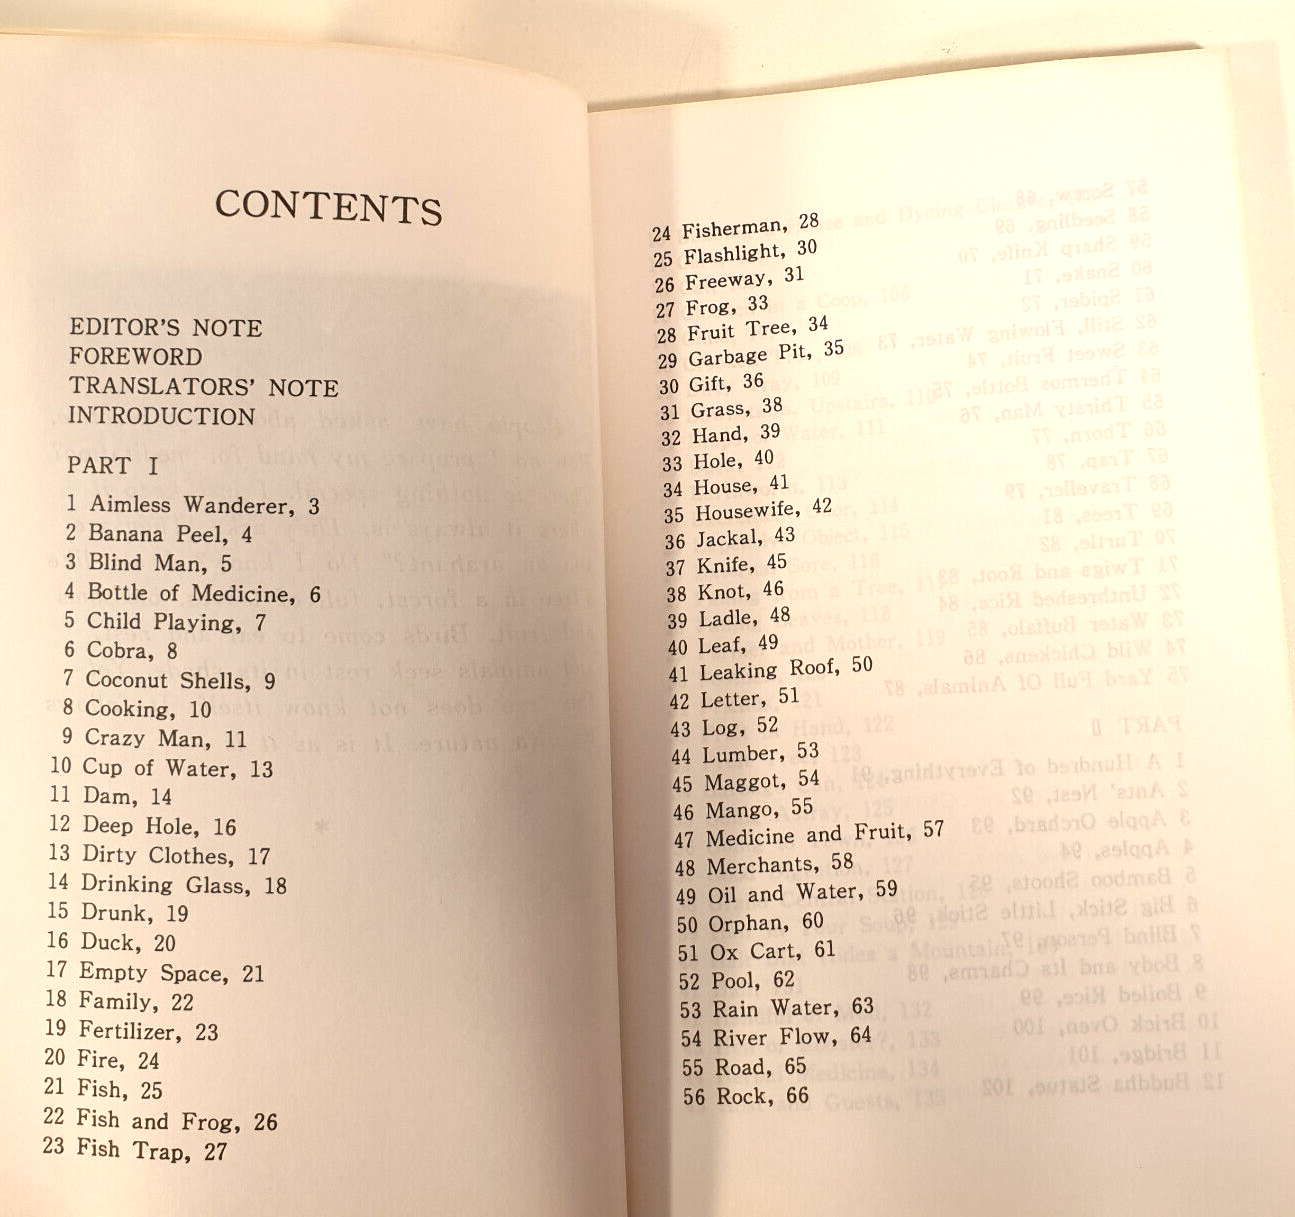 CONTENTS
EDITOR'S NOTE
FOREWORD
TRANSLATORS' NOTE
INTRODUCTION
PART I
1 Aimless Wanderer, 3
2 Banana Peel, 4
3 Blind Man, 5
4 Bottle of Medicine, 6
5 Child Playing, 7
6 Cobra, 8
7 Coconut Shells, 9
8 Cooking, 10
9 Crazy Man, 11
10 Cup of Water, 13
11 Dam, 14
12 Deep Hole, 16
13 Dirty Clothes, 17
14 Drinking Glass, 18
15 Drunk, 19
16 Duck, 20
17 Empty Space, 21
18 Family, 22
19 Fertilizer, 23
20 Fire, 24
21 Fish, 25
22 Fish and Frog, 26
23 Fish Trap, 27
24 Fisherman, 28
25 Flashlight, 30
26 Freeway, 31
27 Frog, 33
28 Fruit Tree, 34
29 Garbage Pit, 35
30 Gift, 36
31 Grass, 38
32 Hand, 39
33 Hole, 40
34 House, 41
35 Housewife, 42
36 Jackal, 43
37 Knife, 45
38 Knot, 46
39 Ladle, 48
40 Leaf, 49
41 Leaking Roof, 50
42 Letter, 51
43 Log, 52
44 Lumber, 53
45 Maggot, 54
46 Mango, 55
47 Medicine and Fruit, 57
48 Merchants, 58
49 Oil and Water, 59
50 Orphan, 60
51 Ox Cart, 61
52 Pool, 62
53 Rain Water, 63
54 River Flow, 64
55 Road, 65
56 Rock, 66